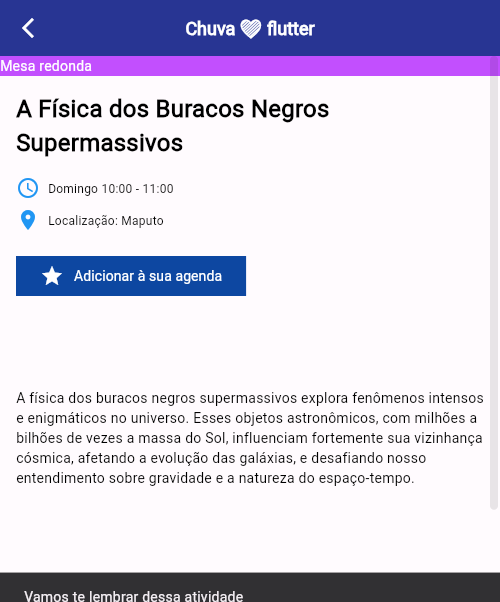 Chuva flutter
Mesa redonda
A Física dos Buracos Negros
Supermassivos
Domingo 10:00 - 11:00
Localização: Maputo
Adicionar à sua agenda
A física dos buracos negros supermassivos explora fenômenos intensos
e enigmáticos no universo. Esses objetos astronômicos, com milhões a
bilhões de vezes a massa do Sol, influenciam fortemente sua vizinhança
cósmica, afetando a evolução das galáxias, e desafiando nosso
entendimento sobre gravidade e a natureza do espaço-tempo.
Vamos te lembrar dessa atividade